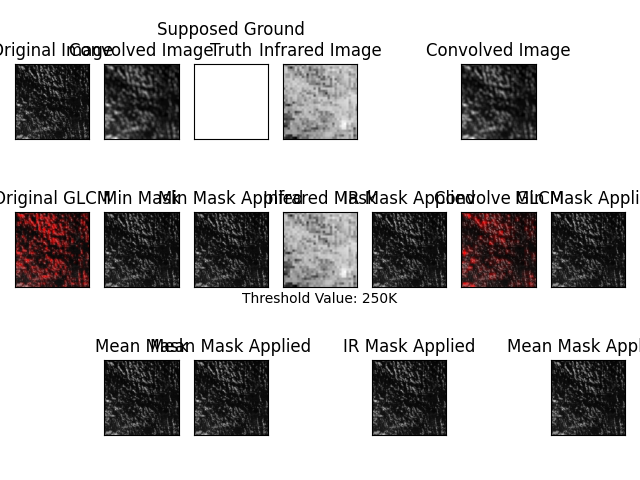 Supposed Ground
Original Image Convolved Image Truth Infrared Image Convolved Image
Original GLCM Min Mask Min Mask Applied Infrared Mask IR Mask Applied Convolve GLCM Min Mask Appli
Threshold Value: 250K
Mean Mask Mean Mask Applied IR Mask Applied Mean Mask Appl